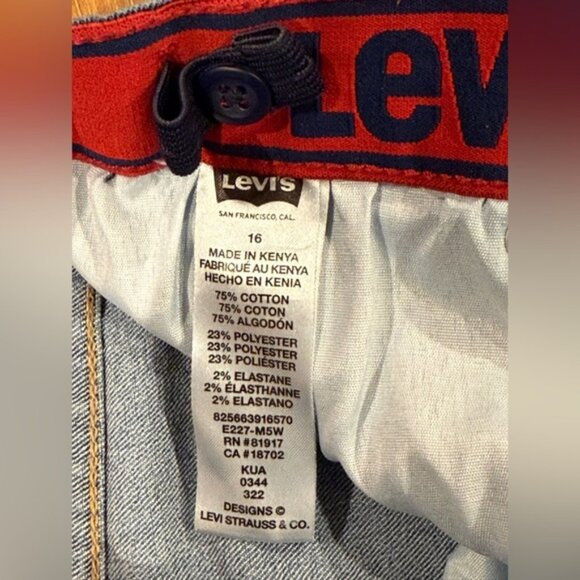 Lev
Levi's
SAN FRANCISCO, CAL.
16
MADE IN KENYA
FABRIQUÉ AU KENYA
HECHO EN KENIA
75% COTTON
75% COTON
75% ALGODÓN
23% POLYESTER
23% POLYESTER
23% POLIÉSTER
2% ELASTANE
2% ÉLASTHANNE
2% ELASTANO
825663916570
E227-M5W
RN #81917
CA #18702
KUA
0344
322
DESIGNS ©
LEVI STRAUSS & CO.